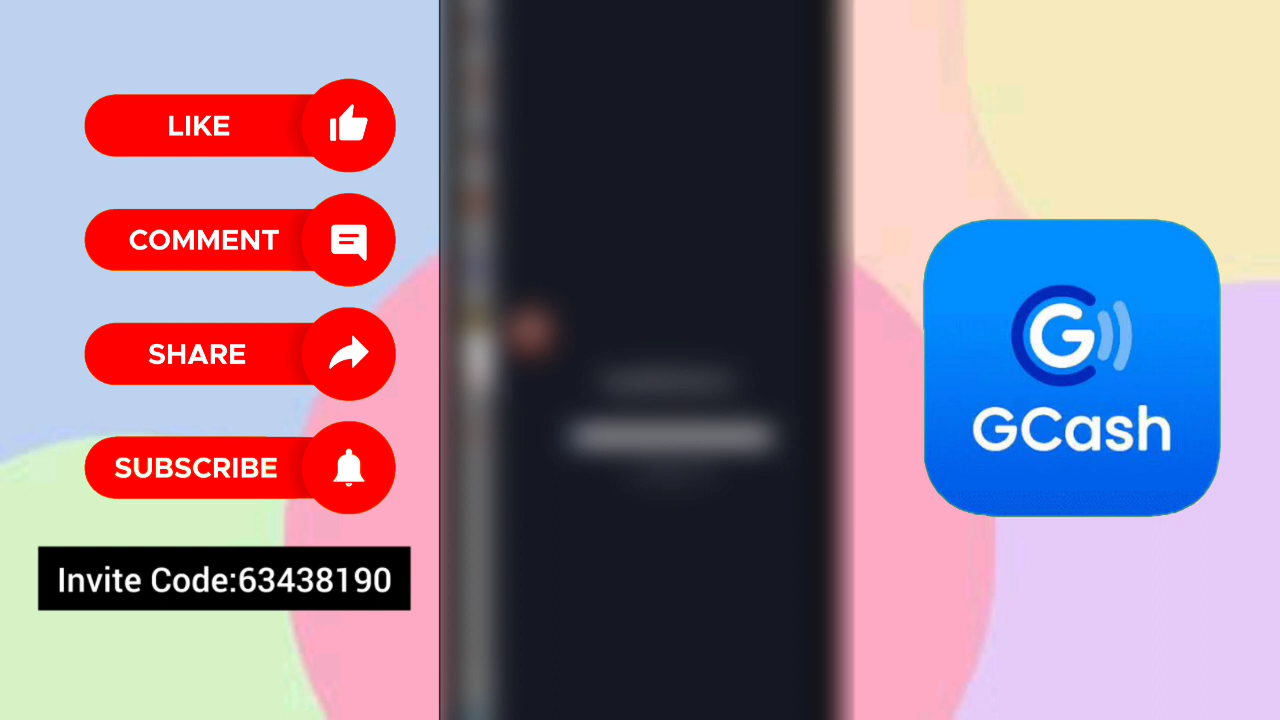 LIKE
COMMENT
SHARE
SUBSCRIBE
Invite Code:63438190
G
GCash